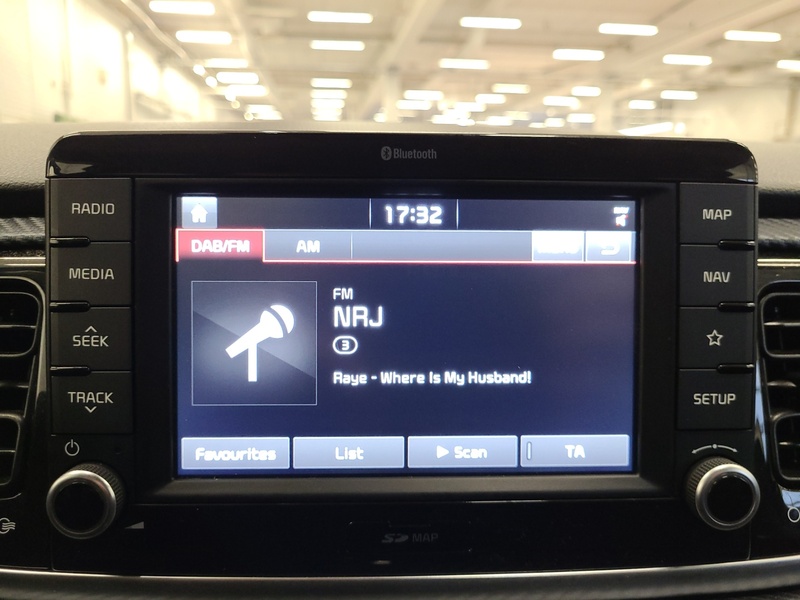 Bluetooth
RADIO
MEDIA
SEEK
TRACK
17:32
DAB/FM
AM
FM
NRJ
3
Raye - Where Is My Husband!
Favourites
List
Scan
TA
MAP
NAV
SETUP
SD MAP